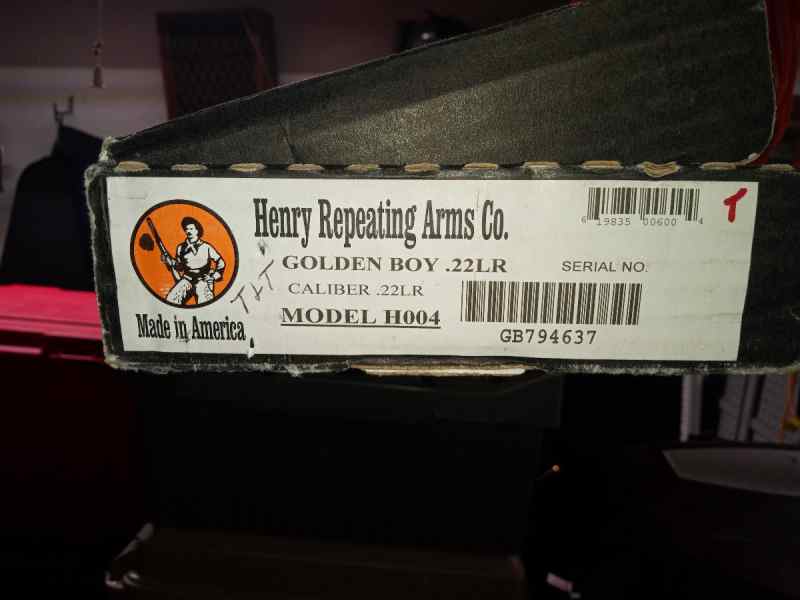 Henry Repeating Arms Co.
GOLDEN BOY .22LR
CALIBER .22LR
MODEL H004
Made in America
T&T
6 19835 00600 4
T
SERIAL NO.
GB794637